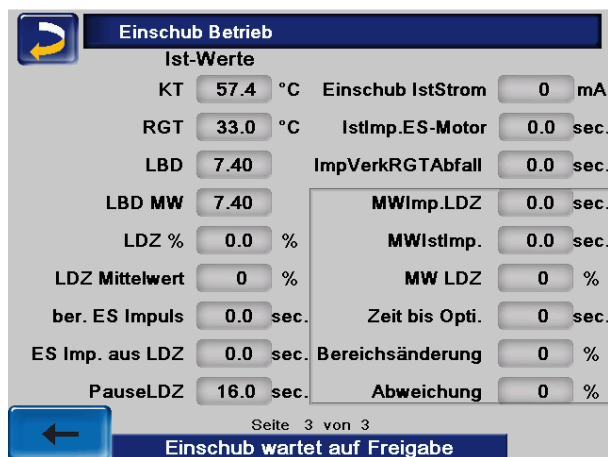 Einschub Betrieb
Ist-Werte
KT 57.4 °C Einschub IstStrom 0 mA
RGT 33.0 °C IstImp.ES-Motor 0.0 sec.
LBD 7.40 ImpVerkRGTAbfall 0.0 sec.
LBD MW 7.40 MWImp.LDZ 0.0 sec.
LDZ % 0.0 % MWIstImp. 0.0 sec.
LDZ Mittelwert 0 % MW LDZ 0 %
ber. ES Impuls 0.0 sec. Zeit bis Opti. 0 sec.
ES Imp. aus LDZ 0.0 sec. Bereichsänderung 0 %
PauseLDZ 16.0 sec. Abweichung 0 %
Seite 3 von 3
Einschub wartet auf Freigabe